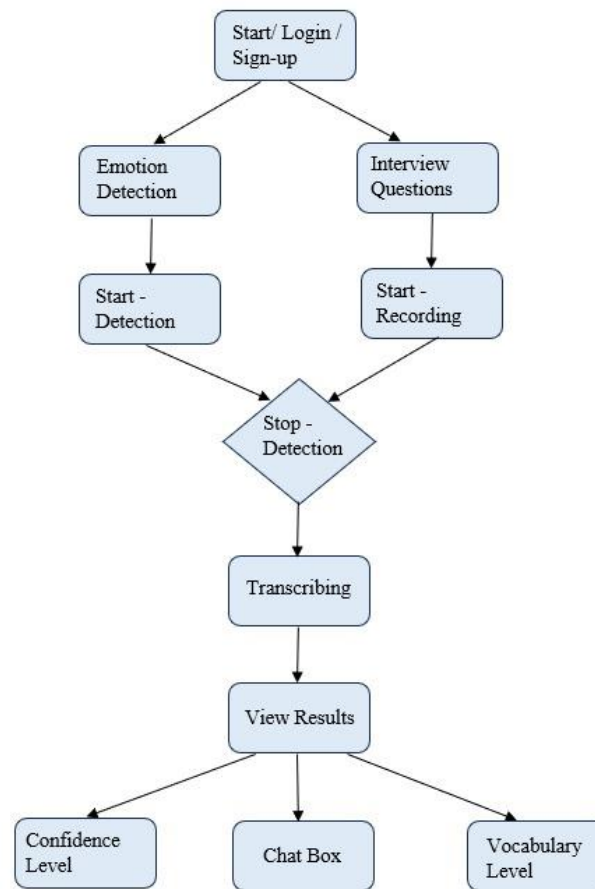 Start/ Login /
Sign-up
Emotion
Detection
Interview
Questions
Start -
Detection
Start -
Recording
Stop -
Detection
Transcribing
View Results
Confidence
Level
Chat Box
Vocabulary
Level